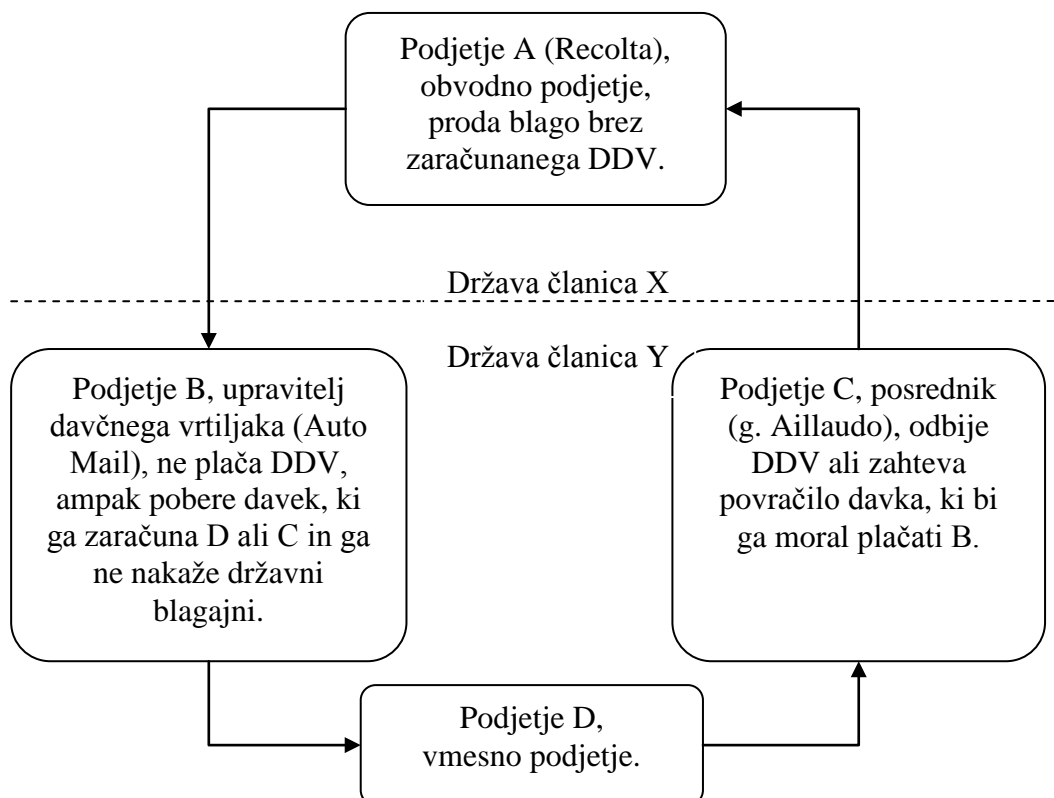 Podjetje A (Recolta),
obvodno podjetje,
proda blago brez
zaračunanega DDV.
Država članica X
Država članica Y
Podjetje B, upravitelj
davčnega vrtiljaka (Auto
Mail), ne plača DDV,
ampak pobere davek, ki
ga zaračuna D ali C in ga
ne nakaže državni
blagajni.
Podjetje C, posrednik
(g. Aillaudo), odbije
DDV ali zahteva
povračilo davka, ki bi
ga moral plačati B.
Podjetje D,
vmesno podjetje.